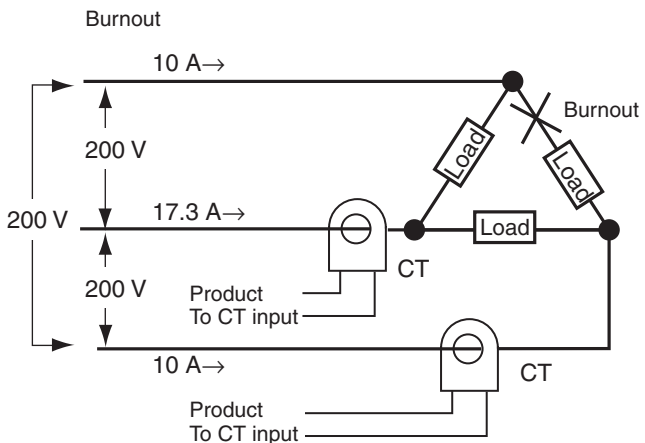 Burnout
10 A→
Burnout
200 V
Load
Load
200 V
17.3 A→
Load
CT
200 V
Product
To CT input
10 A→
CT
Product
To CT input